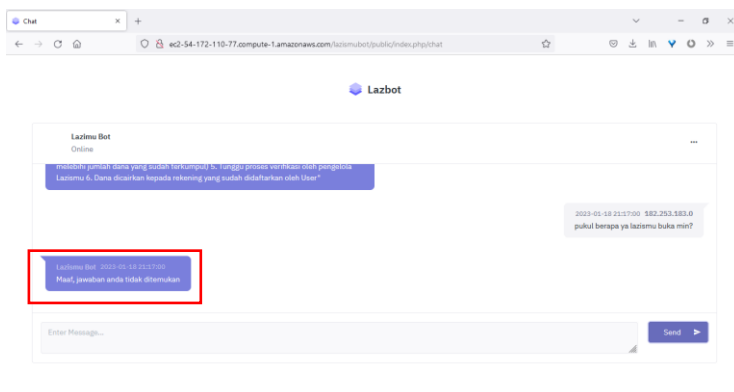 Chat
ec2-54-172-110-77.compute-1.amazonaws.com/lazismubot/public/index.php/chat
Lazbot
Lazimu Bot
Online
melebihi jumlah dana yang sudah terkumpul) 5. Tunggu proses verifikasi oleh pengelola
Lazismu 6. Dana dicairkan kepada rekening yang sudah didaftarkan oleh User"
2023-01-18 21:17:00 182.253.183.0
pukul berapa ya lazismu buka min?
Lazismu Bot 2023-01-18 21:17:00
Maaf, jawaban anda tidak ditemukan
Enter Message...
Send